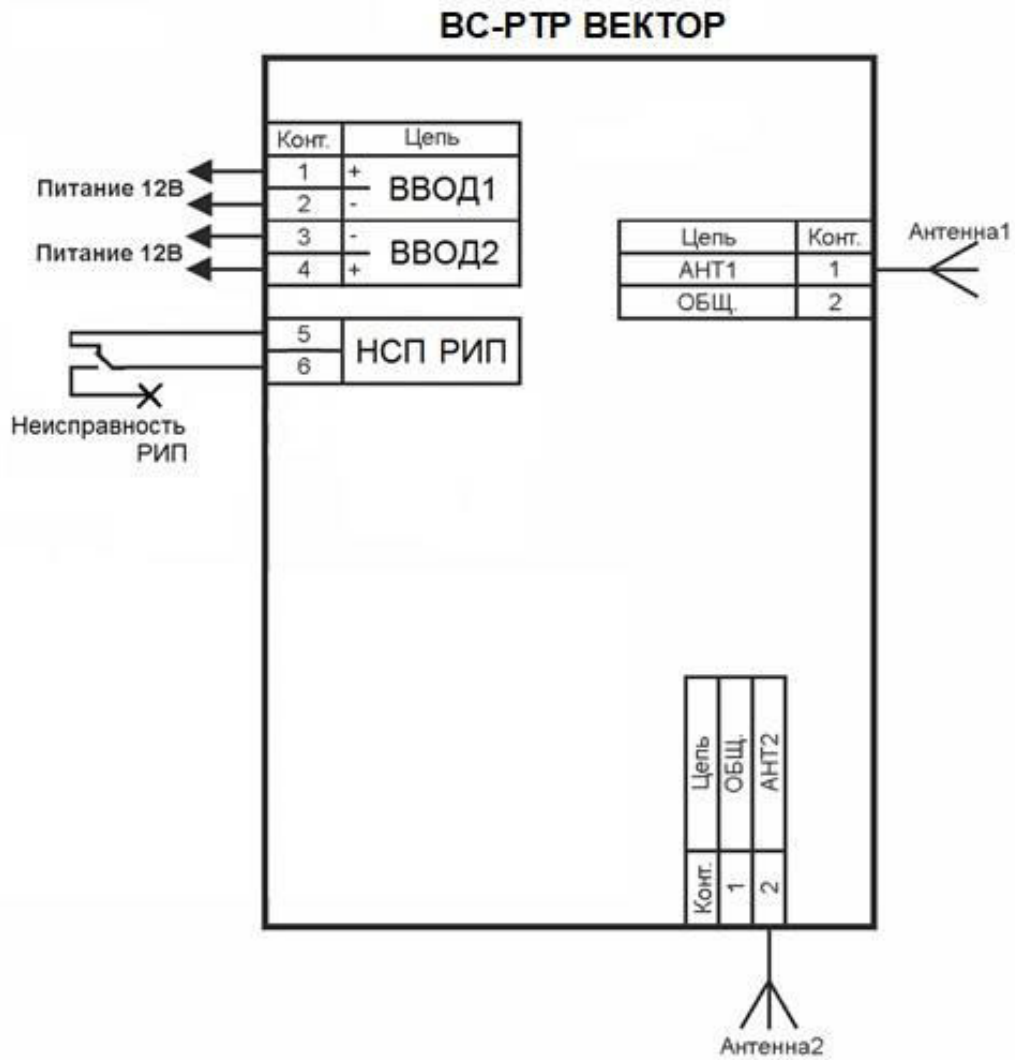 ВС-РТР ВЕКТОР
Конт. Цепь
Питание 12В
1 + ВВОД1
2 -
Питание 12В
3 - ВВОД2
4 +
5 НСП РИП
6
Неисправность
РИП
Цепь Конт.
АНТ1 1
ОБЩ. 2
Антенна1
Цепь ОБЩ. АНТ2
Конт. 1 2
Антенна2